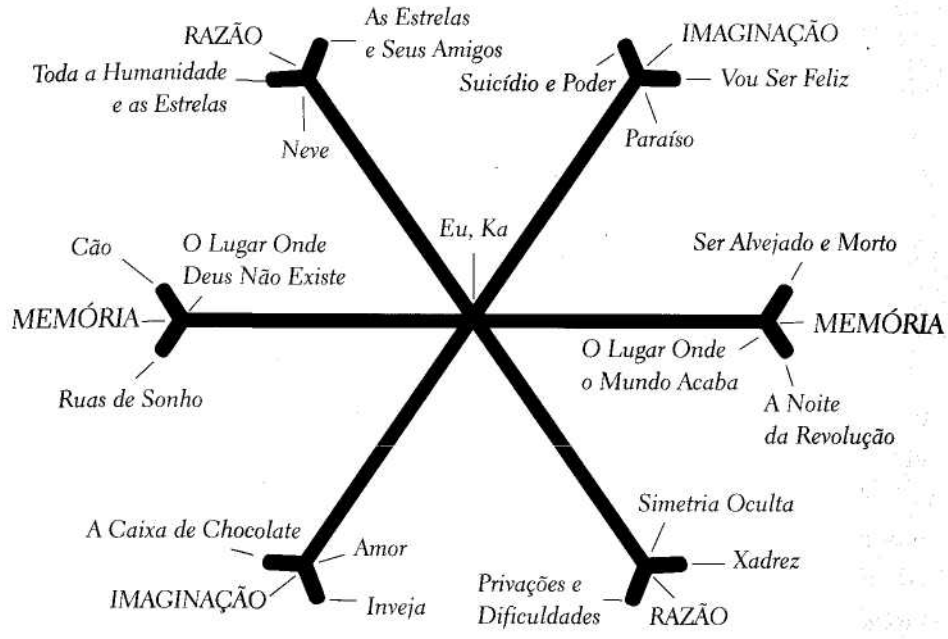 As Estrelas
e Seus Amigos
RAZÃO
Toda a Humanidade
e as Estrelas
Neve
IMAGINAÇÃO
Suicídio e Poder
Vou Ser Feliz
Paraíso
Eu, Ka
Cão
O Lugar Onde
Deus Não Existe
MEMÓRIA
Ruas de Sonho
Ser Alvejado e Morto
MEMÓRIA
O Lugar Onde
o Mundo Acaba
A Noite
da Revolução
A Caixa de Chocolate
Amor
IMAGINAÇÃO
Inveja
Simetria Oculta
Xadrez
Privações e
Dificuldades
RAZÃO